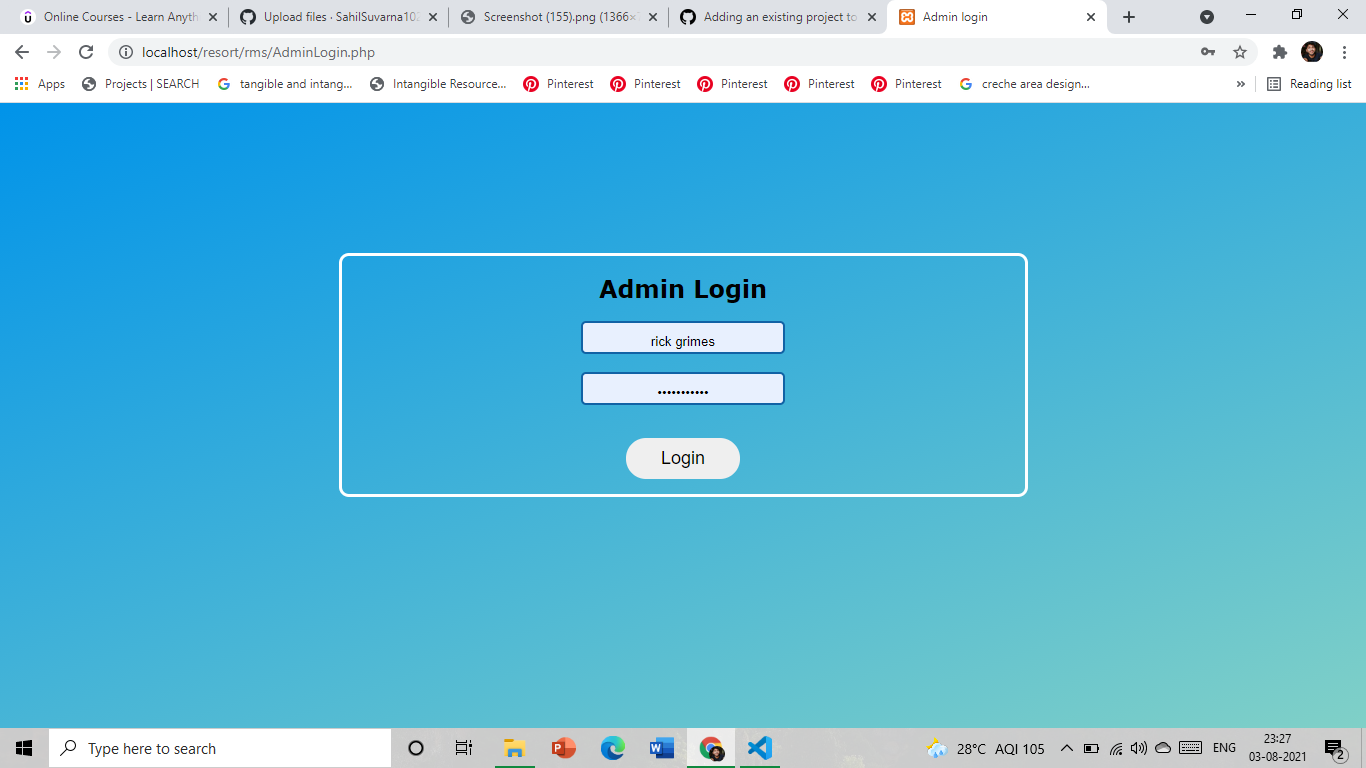 Online Courses - Learn Anyth
Upload files · SahilSuvarna102
Screenshot (155).png (1366×
Adding an existing project to
Admin login
localhost/resort/rms/AdminLogin.php
Apps
Projects | SEARCH
tangible and intang...
Intangible Resource...
Pinterest
Pinterest
Pinterest
Pinterest
Pinterest
creche area design...
»
Reading list
Admin Login
rick grimes
•••••••••••
Login
Type here to search
28°C AQI 105
ENG
23:27
03-08-2021
2